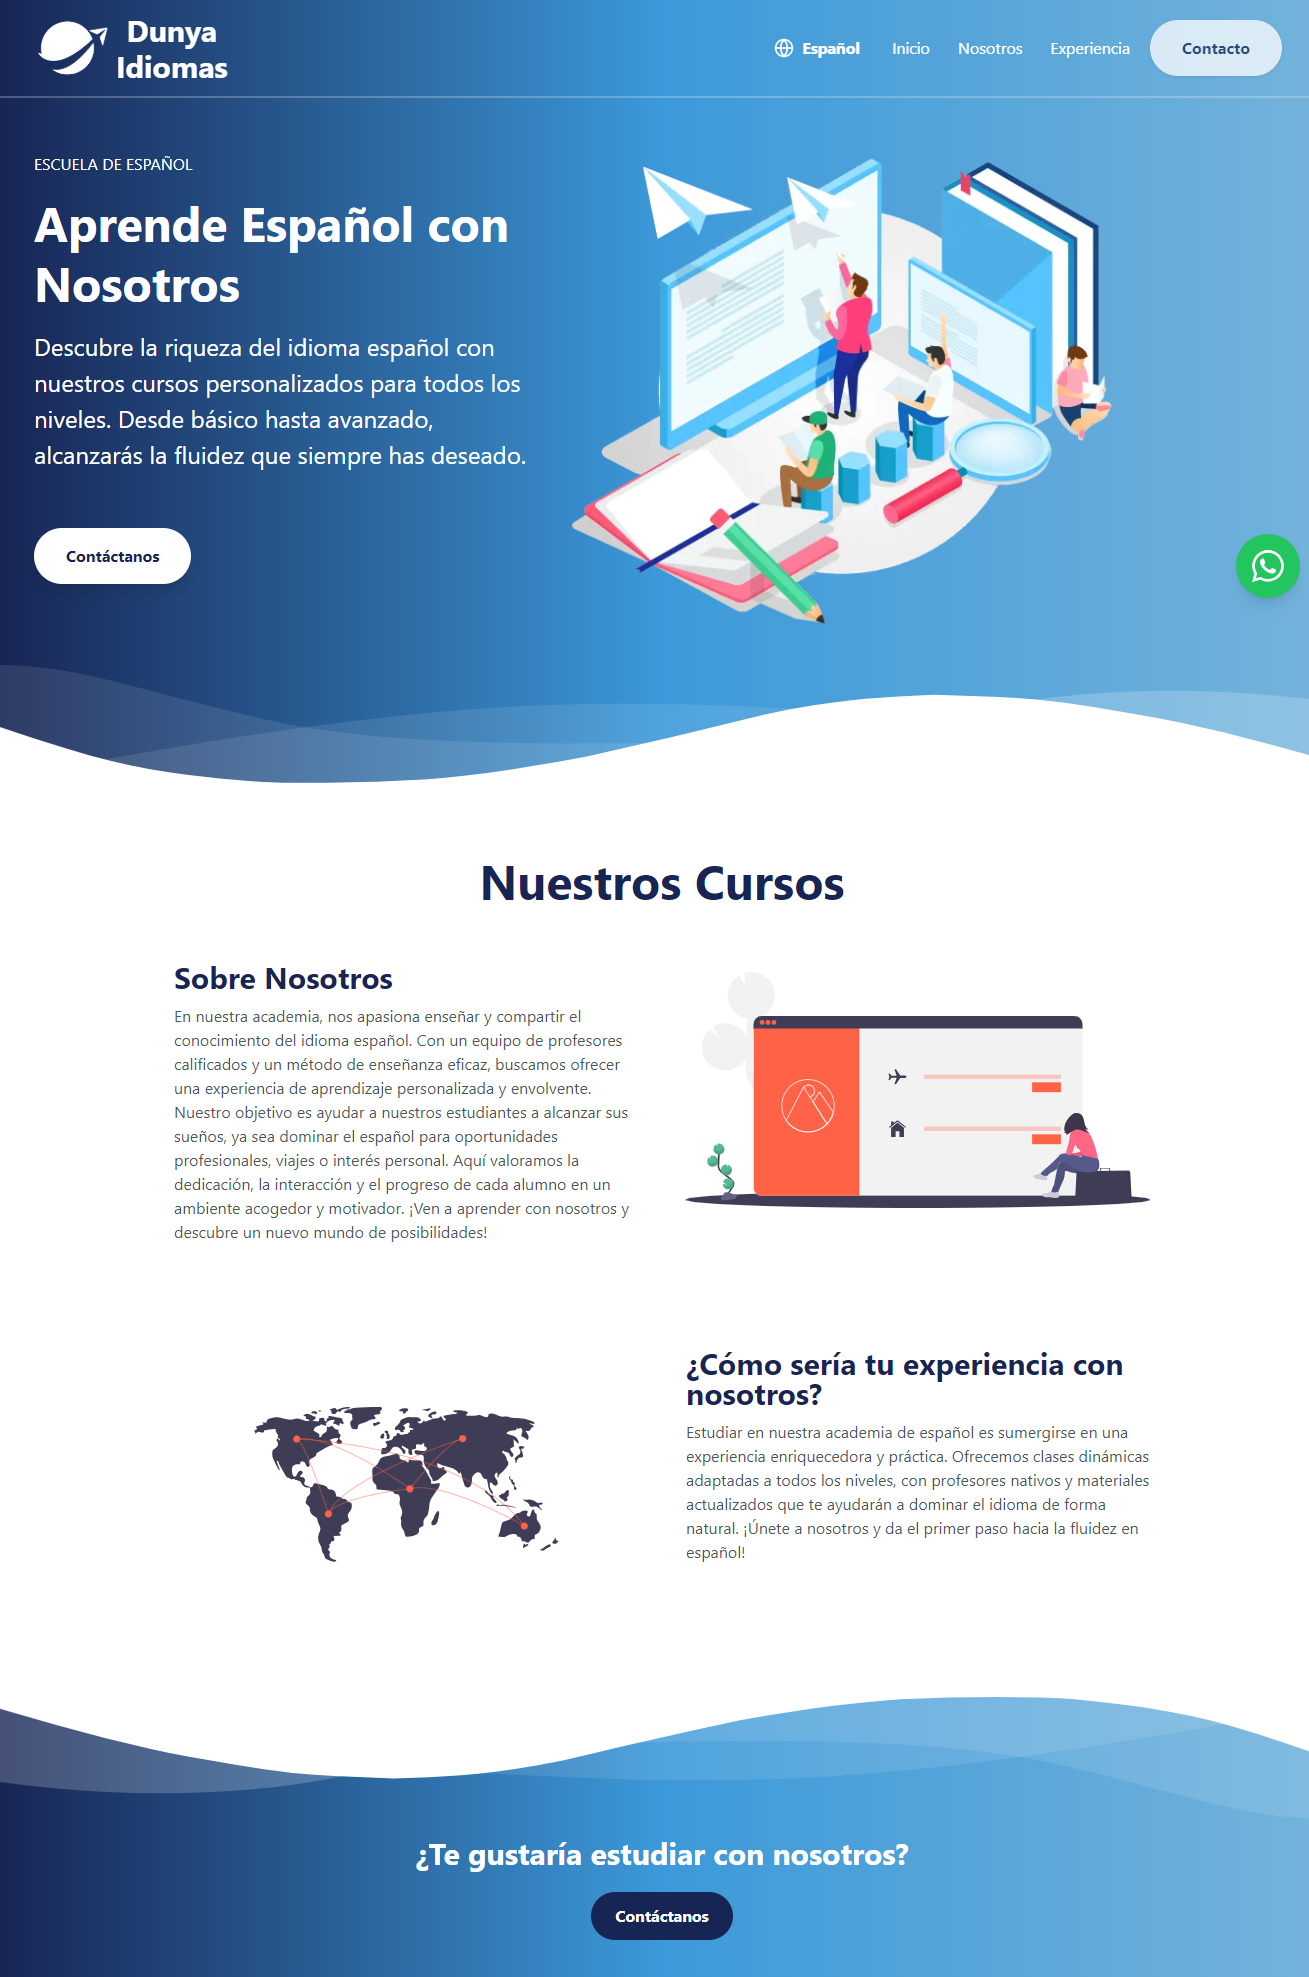 Dunya
Idiomas
Español
Inicio
Nosotros
Experiencia
Contacto
ESCUELA DE ESPAÑOL
Aprende Español con
Nosotros
Descubre la riqueza del idioma español con
nuestros cursos personalizados para todos los
niveles. Desde básico hasta avanzado,
alcanzarás la fluidez que siempre has deseado.
Contáctanos
Nuestros Cursos
Sobre Nosotros
En nuestra academia, nos apasiona enseñar y compartir el
conocimiento del idioma español. Con un equipo de profesores
calificados y un método de enseñanza eficaz, buscamos ofrecer
una experiencia de aprendizaje personalizada y envolvente.
Nuestro objetivo es ayudar a nuestros estudiantes a alcanzar sus
sueños, ya sea dominar el español para oportunidades
profesionales, viajes o interés personal. Aquí valoramos la
dedicación, la interacción y el progreso de cada alumno en un
ambiente acogedor y motivador. ¡Ven a aprender con nosotros y
descubre un nuevo mundo de posibilidades!
¿Cómo sería tu experiencia con
nosotros?
Estudiar en nuestra academia de español es sumergirse en una
experiencia enriquecedora y práctica. Ofrecemos clases dinámicas
adaptadas a todos los niveles, con profesores nativos y materiales
actualizados que te ayudarán a dominar el idioma de forma
natural. ¡Únete a nosotros y da el primer paso hacia la fluidez en
español!
¿Te gustaría estudiar con nosotros?
Contáctanos